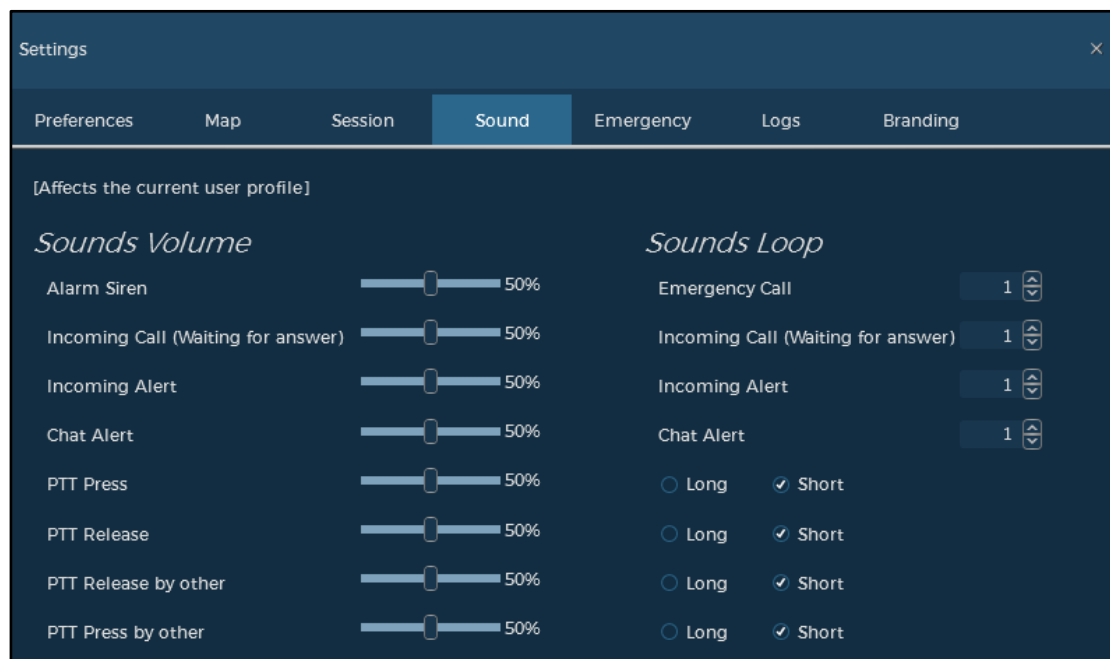 Settings ×
Preferences Map Session Sound Emergency Logs Branding
[Affects the current user profile]
Sounds Volume Sounds Loop
Alarm Siren 50% Emergency Call 1
Incoming Call (Waiting for answer) 50% Incoming Call (Waiting for answer) 1
Incoming Alert 50% Incoming Alert 1
Chat Alert 50% Chat Alert 1
PTT Press 50% Long Short
PTT Release 50% Long Short
PTT Release by other 50% Long Short
PTT Press by other 50% Long Short